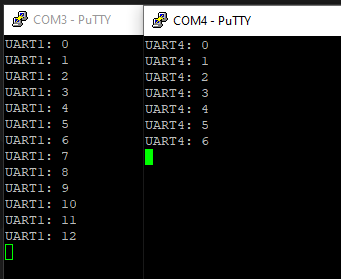 COM3 - PuTTY
UART1: 0
UART1: 1
UART1: 2
UART1: 3
UART1: 4
UART1: 5
UART1: 6
UART1: 7
UART1: 8
UART1: 9
UART1: 10
UART1: 11
UART1: 12
COM4 - PuTTY
UART4: 0
UART4: 1
UART4: 2
UART4: 3
UART4: 4
UART4: 5
UART4: 6